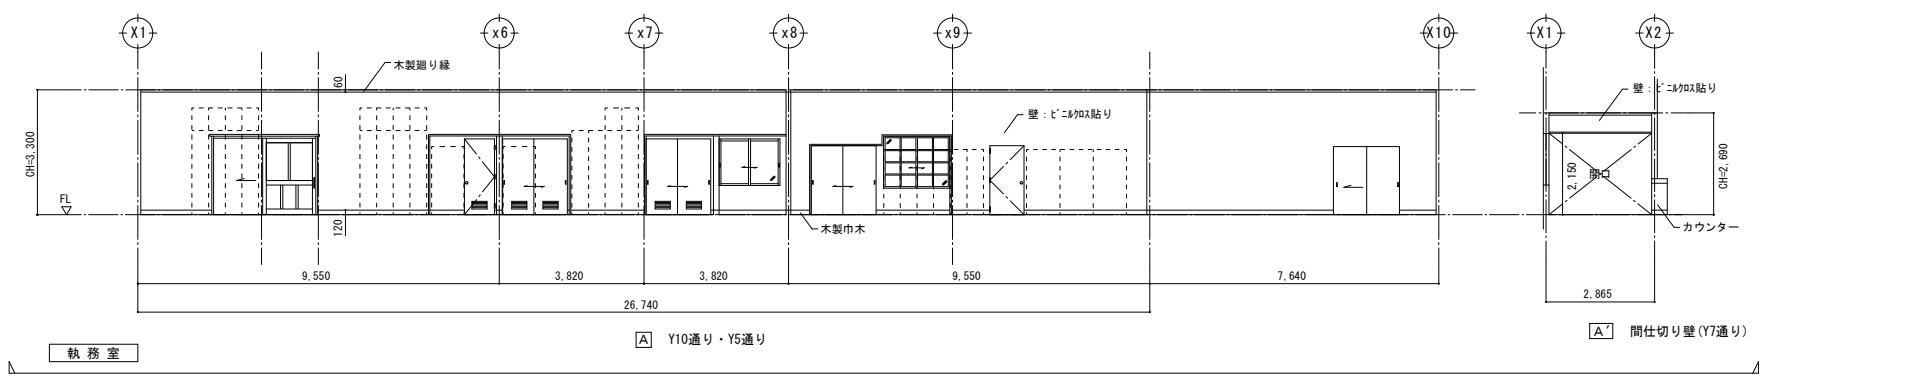 X1
x6
x7
x8
x9
X10
X1
X2
木製廻り縁
60
壁：ﾋﾞﾆﾙｸﾛｽ貼り
壁：ﾋﾞﾆﾙｸﾛｽ貼り
CH=3,300
CH=2,690
2,150
開口
FL
120
木製巾木
カウンター
9,550
3,820
3,820
9,550
7,640
2,865
26,740
A Y10通り・Y5通り
A' 間仕切り壁(Y7通り)
執務室